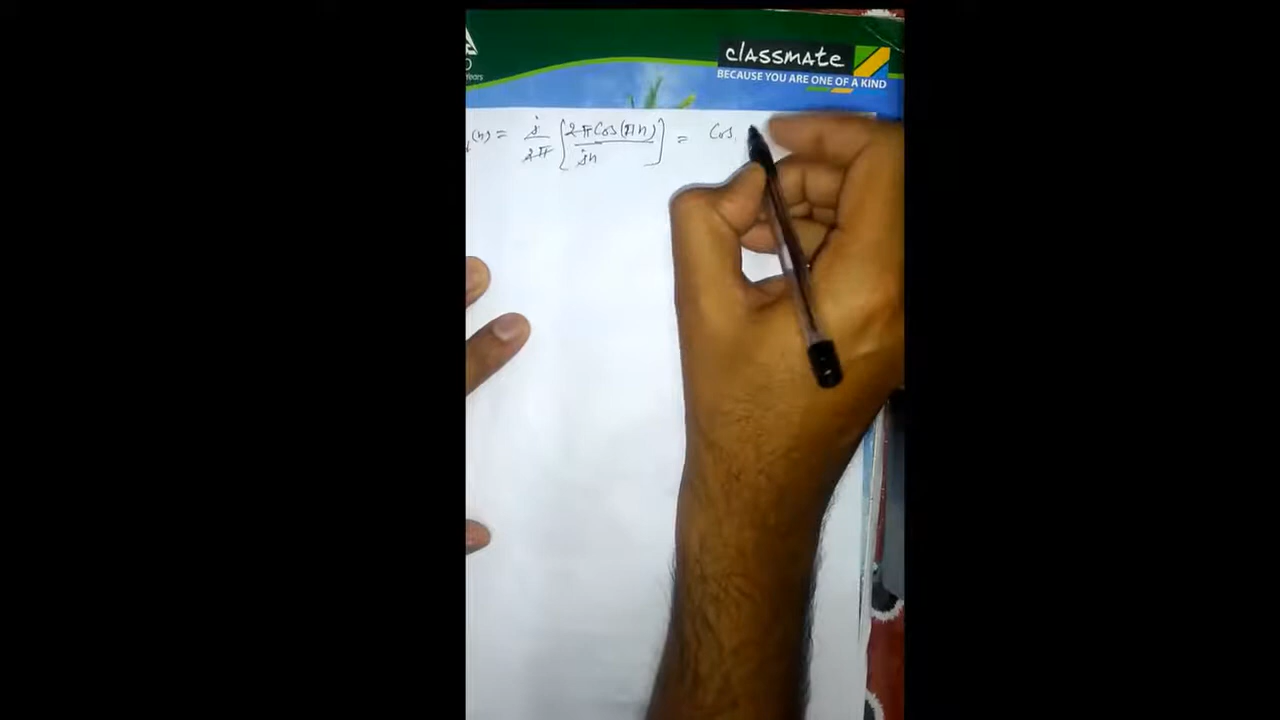 classmate
BECAUSE YOU ARE ONE OF A KIND
(n) = j/2π [2π Cos(πn)/jn] = Cos